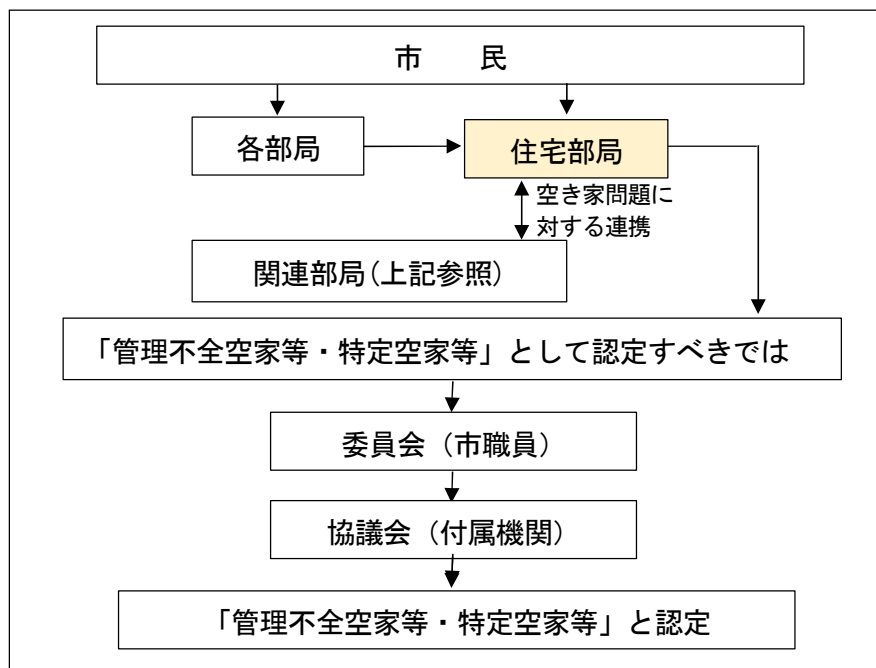 市　　民
各部局
住宅部局
空き家問題に
対する連携
関連部局(上記参照)
「管理不全空家等・特定空家等」として認定すべきでは
委員会（市職員）
協議会（付属機関）
「管理不全空家等・特定空家等」と認定